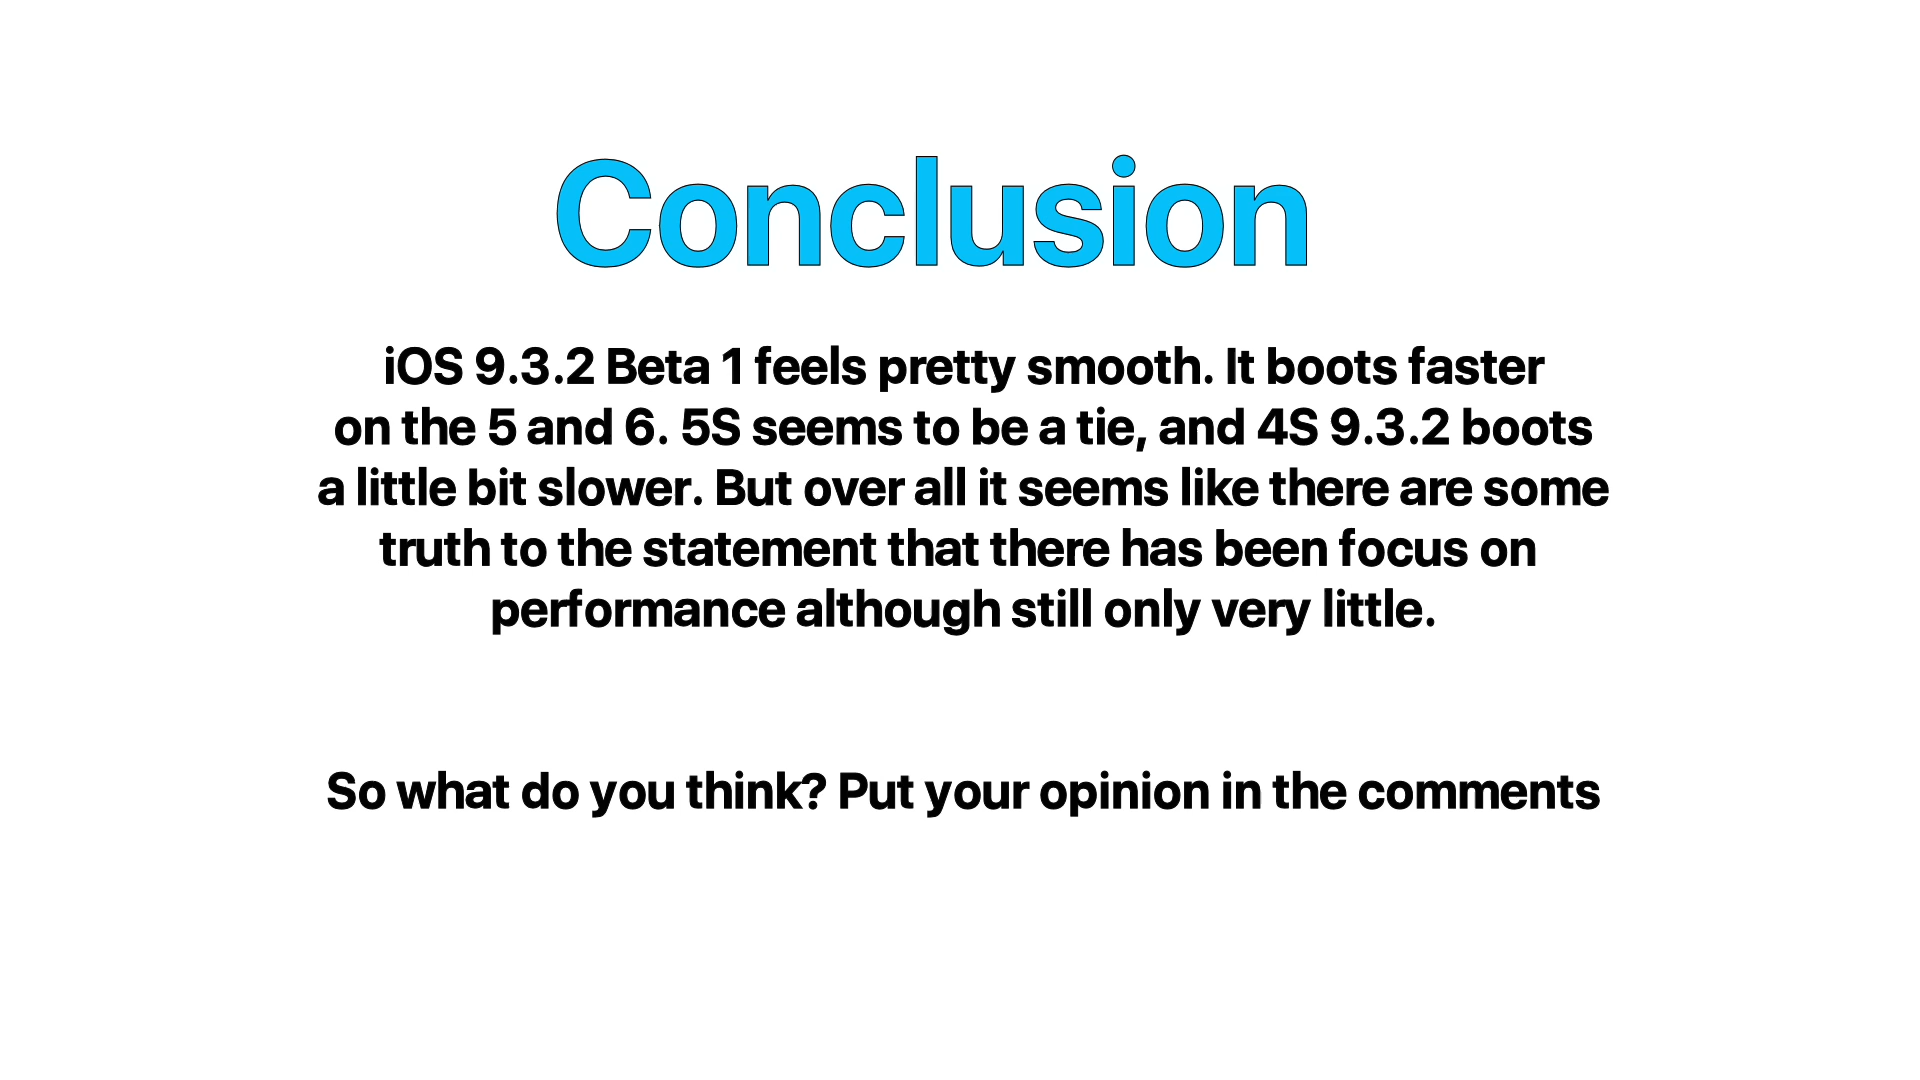 Conclusion
iOS 9.3.2 Beta 1 feels pretty smooth. It boots faster
on the 5 and 6. 5S seems to be a tie, and 4S 9.3.2 boots
a little bit slower. But over all it seems like there are some
truth to the statement that there has been focus on
performance although still only very little.
So what do you think? Put your opinion in the comments